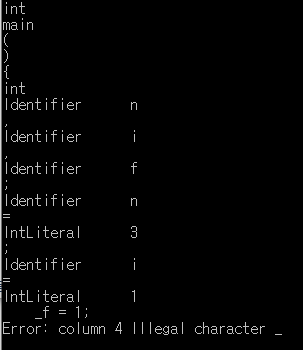 int
main
(
)
{
int
Identifier n
,
Identifier i
,
Identifier f
;
Identifier n
=
IntLiteral 3
;
Identifier i
=
IntLiteral 1
_f = 1;
Error: column 4 Illegal character _